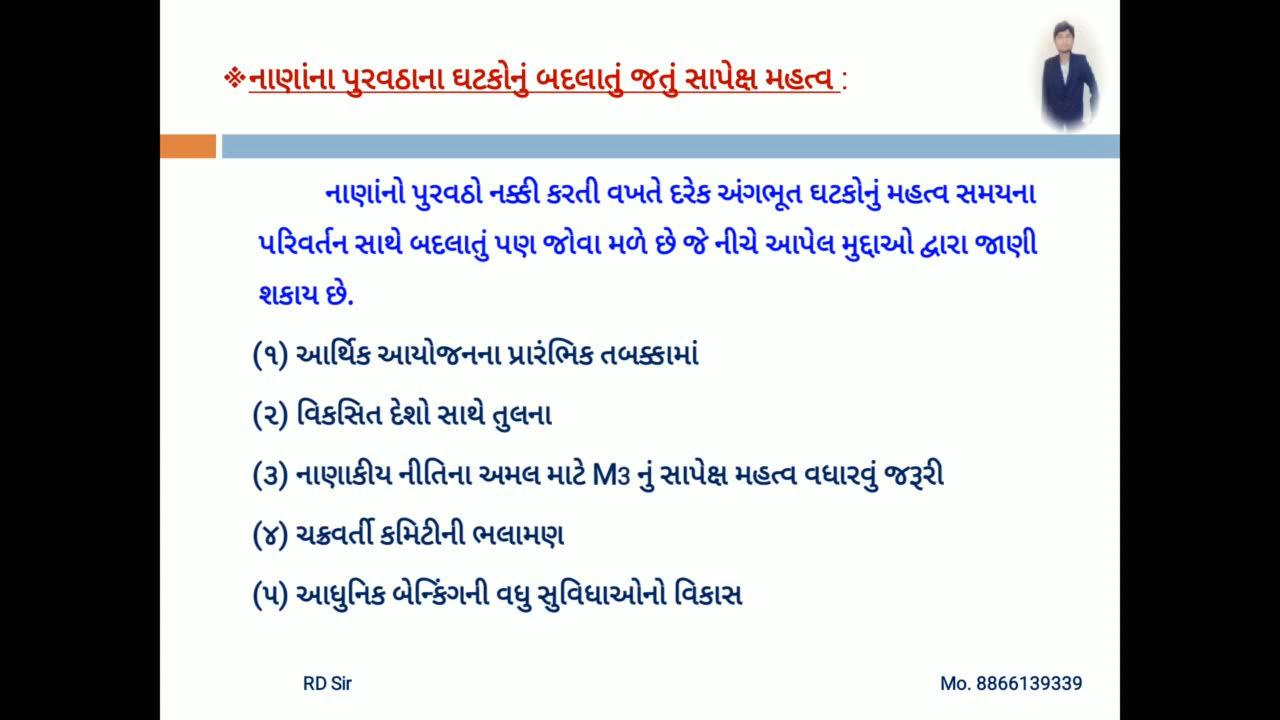 ❖નાણાંના પુરવઠાના ઘટકોનું બદલાતું જતું સાપેક્ષ મહત્વ :
નાણાંનો પુરવઠો નક્કી કરતી વખતે દરેક અંગભૂત ઘટકોનું મહત્વ સમયના
પરિવર્તન સાથે બદલાતું પણ જોવા મળે છે જે નીચે આપેલ મુદ્દાઓ દ્વારા જાણી
શકાય છે.
(૧) આર્થિક આયોજનના પ્રારંભિક તબક્કામાં
(૨) વિકસિત દેશો સાથે તુલના
(૩) નાણાકીય નીતિના અમલ માટે M3 નું સાપેક્ષ મહત્વ વધારવું જરૂરી
(૪) ચક્રવર્તી કમિટીની ભલામણ
(૫) આધુનિક બેન્કિંગની વધુ સુવિધાઓનો વિકાસ
RD Sir
Mo. 8866139339